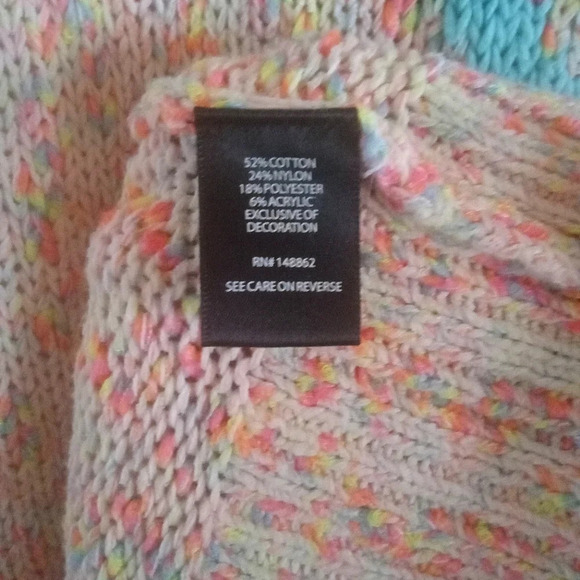 52% COTTON
24% NYLON
18% POLYESTER
6% ACRYLIC
EXCLUSIVE OF
DECORATION
RN# 148862
SEE CARE ON REVERSE